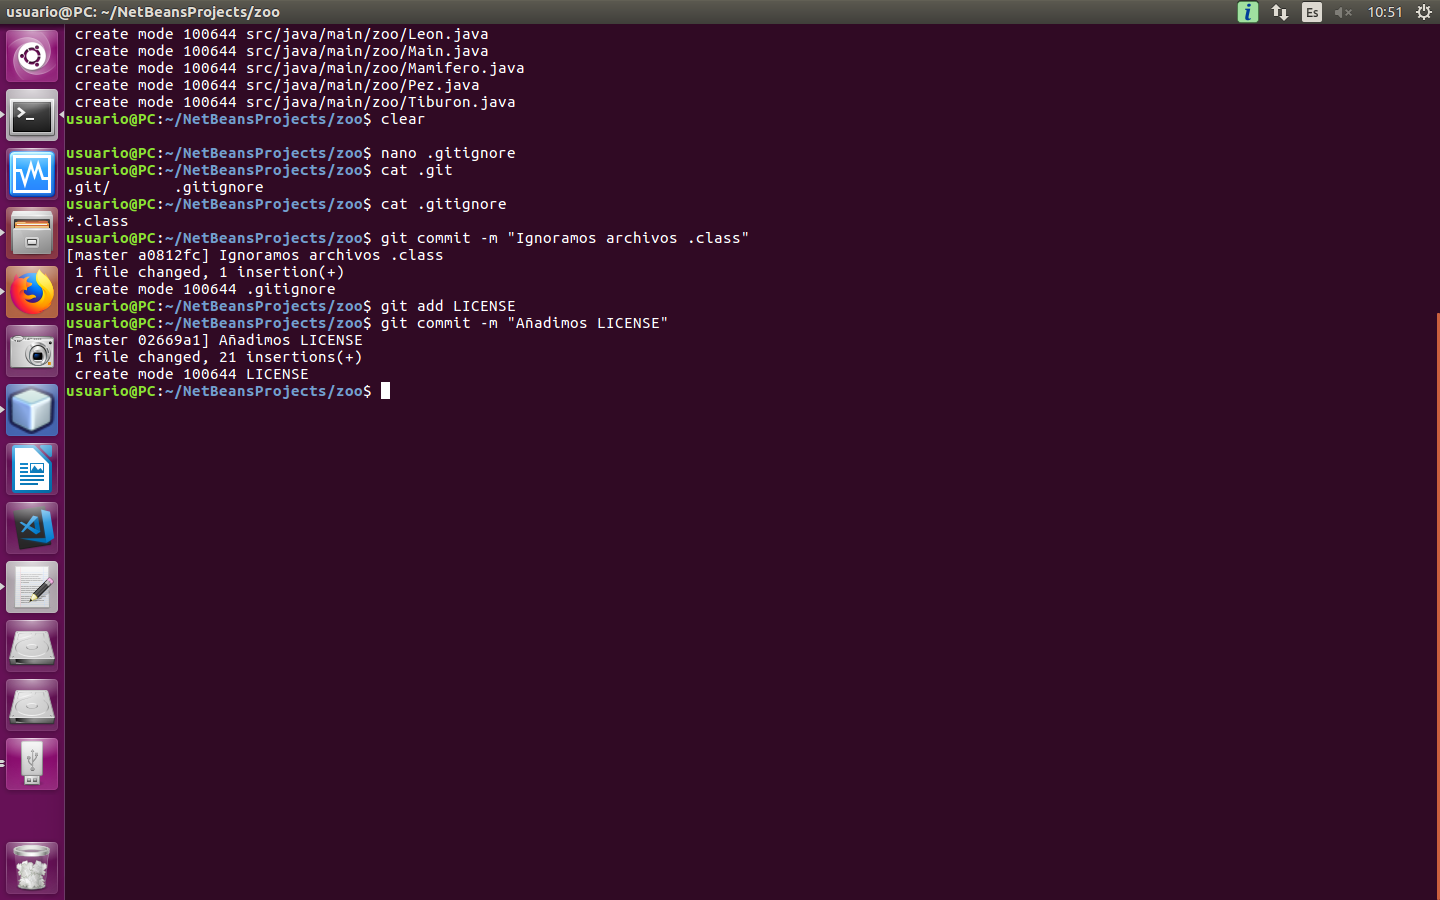 usuario@PC: ~/NetBeansProjects/zoo
Es
10:51
create mode 100644 src/java/main/zoo/Leon.java
create mode 100644 src/java/main/zoo/Main.java
create mode 100644 src/java/main/zoo/Mamifero.java
create mode 100644 src/java/main/zoo/Pez.java
create mode 100644 src/java/main/zoo/Tiburon.java
usuario@PC:~/NetBeansProjects/zoo$ clear
usuario@PC:~/NetBeansProjects/zoo$ nano .gitignore
usuario@PC:~/NetBeansProjects/zoo$ cat .git
.git/       .gitignore
usuario@PC:~/NetBeansProjects/zoo$ cat .gitignore
*.class
usuario@PC:~/NetBeansProjects/zoo$ git commit -m "Ignoramos archivos .class"
[master a0812fc] Ignoramos archivos .class
1 file changed, 1 insertion(+)
create mode 100644 .gitignore
usuario@PC:~/NetBeansProjects/zoo$ git add LICENSE
usuario@PC:~/NetBeansProjects/zoo$ git commit -m "Añadimos LICENSE"
[master 02669a1] Añadimos LICENSE
1 file changed, 21 insertions(+)
create mode 100644 LICENSE
usuario@PC:~/NetBeansProjects/zoo$